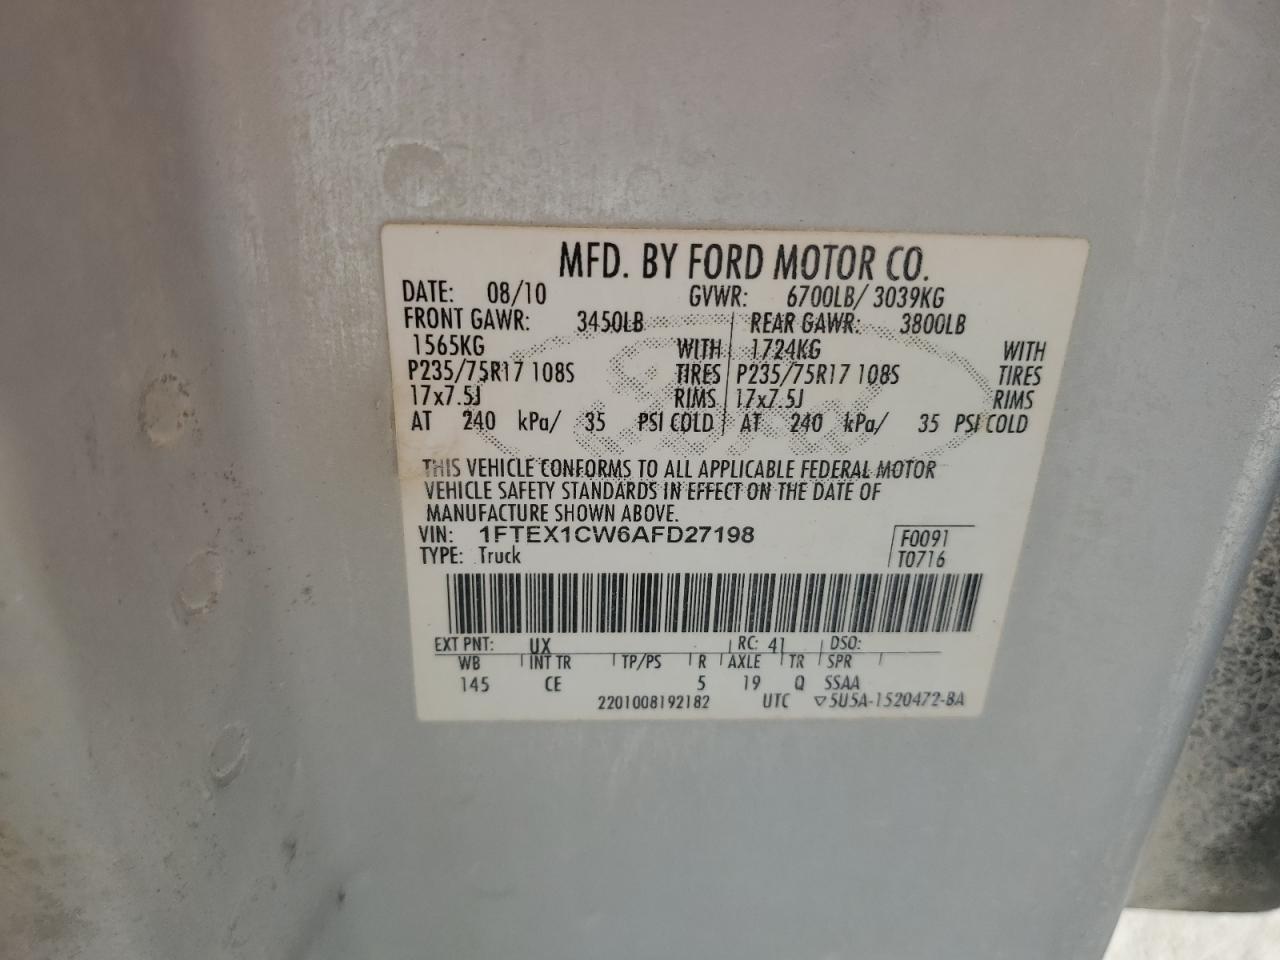 MFD. BY FORD MOTOR CO.
DATE: 08/10 GVWR: 6700LB/ 3039KG
FRONT GAWR: 3450LB REAR GAWR: 3800LB
1565KG WITH 1724KG WITH
P235/75R17 108S TIRES P235/75R17 108S TIRES
17x7.5J RIMS 17x7.5J RIMS
AT 240 kPa/ 35 PSI COLD AT 240 kPa/ 35 PSI COLD
THIS VEHICLE CONFORMS TO ALL APPLICABLE FEDERAL MOTOR
VEHICLE SAFETY STANDARDS IN EFFECT ON THE DATE OF
MANUFACTURE SHOWN ABOVE.
VIN: 1FTEX1CW6AFD27198 F0091
TYPE: Truck T0716
EXT PNT: UX RC: 41 DSO:
WB INT TR TP/PS R AXLE TR SPR
145 CE 5 19 Q SSAA
2201008192182 UTC ▽5U5A-1520472-BA